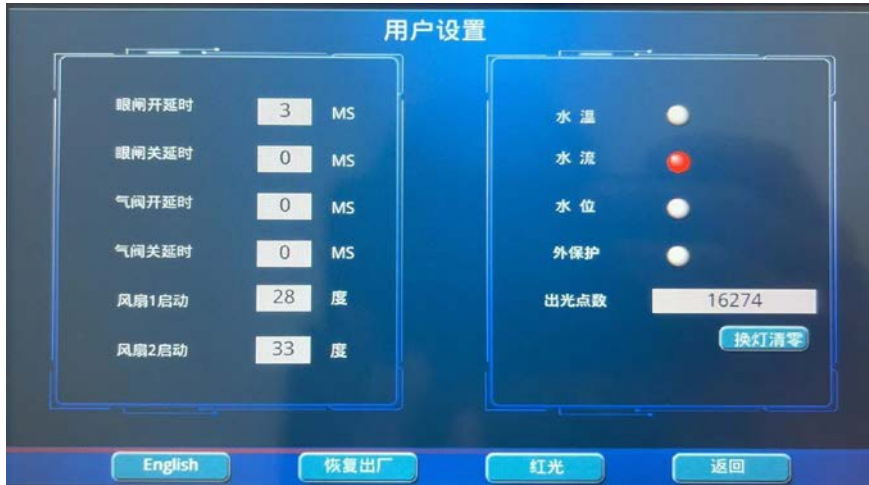 用户设置
眼闸开延时 3 MS
眼闸关延时 0 MS
气阀开延时 0 MS
气阀关延时 0 MS
风扇1启动 28 度
风扇2启动 33 度
水 温
水 流
水 位
外保护
出光点数 16274
换灯清零
English 恢复出厂 红光 返回